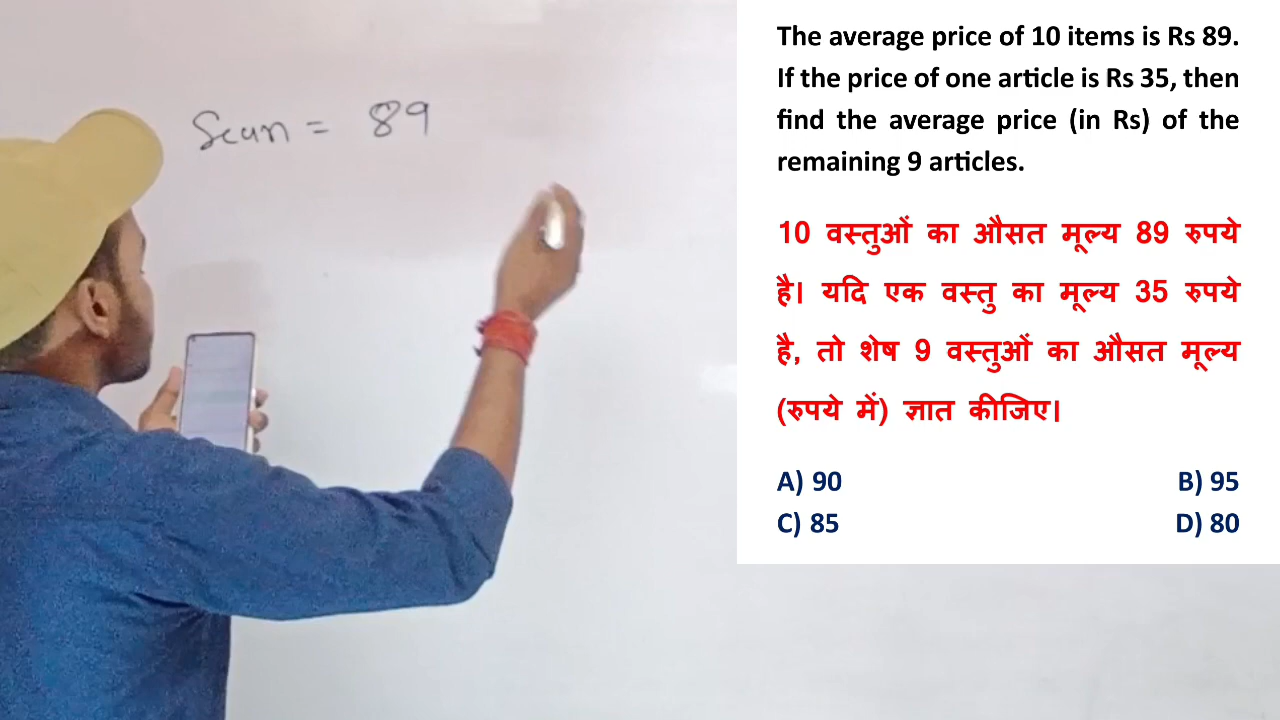 Sum = 89
The average price of 10 items is Rs 89.
If the price of one article is Rs 35, then
find the average price (in Rs) of the
remaining 9 articles.
10 वस्तुओं का औसत मूल्य 89 रुपये
है। यदि एक वस्तु का मूल्य 35 रुपये
है, तो शेष 9 वस्तुओं का औसत मूल्य
(रुपये में) ज्ञात कीजिए।
A) 90 B) 95
C) 85 D) 80